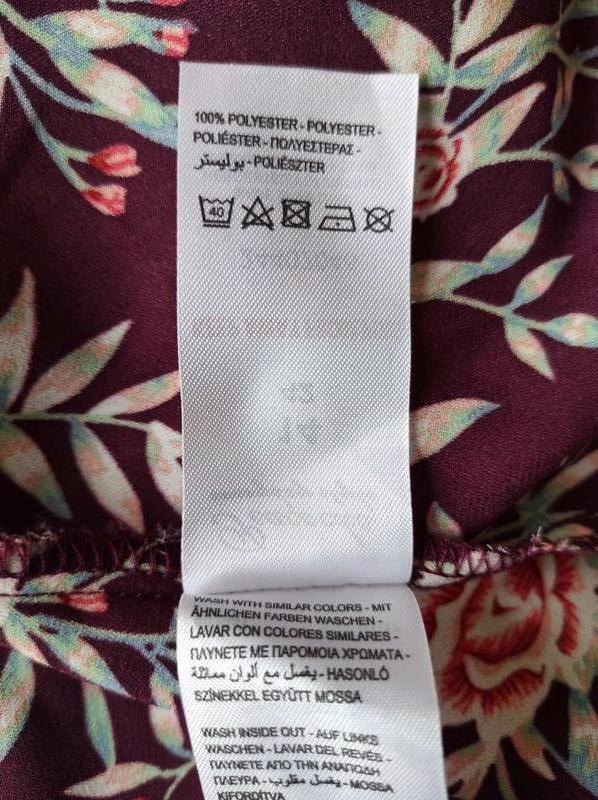 100% POLYESTER - POLYESTER -
POLIÉSTER - ΠΟΛΥΕΣΤΕΡΑΣ -
بوليستر - POLIÉSZTER
40
WASH WITH SIMILAR COLORS - MIT
ÄHNLICHEN FARBEN WASCHEN -
LAVAR CON COLORES SIMILARES -
ΠΛΥΝΕΤΕ ΜΕ ΠΑΡΟΜΟΙΑ ΧΡΩΜΑΤΑ -
يغسل مع ألوان مماثلة - HASONLÓ
SZÍNEKKEL EGYÜTT MOSSA
WASH INSIDE OUT - AUF LINKS
WASCHEN - LAVAR DEL REVÉS -
ΠΛΥΝΕΤΕ ΑΠΟ ΤΗΝ ΑΝΑΠΟΔΗ
ΠΛΕΥΡΑ - يغسل مقلوب - MOSSA
KIFORDÍTVA